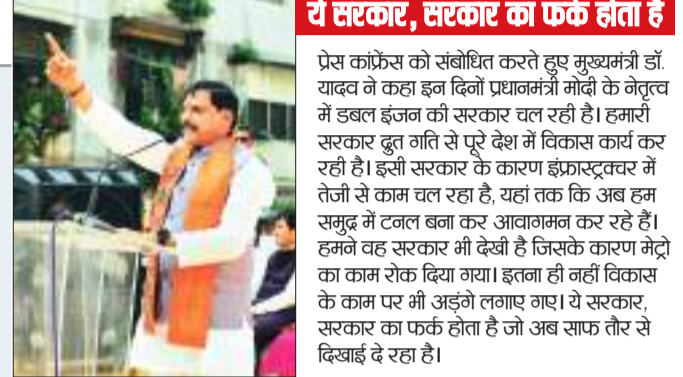 ये सरकार, सरकार का फर्क होता है
प्रेस कांफ्रेंस को संबोधित करते हुए मुख्यमंत्री डॉ.
यादव ने कहा इन दिनों प्रधानमंत्री मोदी के नेतृत्व
में डबल इंजन की सरकार चल रही है। हमारी
सरकार द्रुत गति से पूरे देश में विकास कार्य कर
रही है। इसी सरकार के कारण इंफ्रास्ट्रक्चर में
तेजी से काम चल रहा है, यहां तक कि अब हम
समुद्र में टनल बना कर आवागमन कर रहे हैं।
हमने वह सरकार भी देखी है जिसके कारण मेट्रो
का काम रोक दिया गया। इतना ही नहीं विकास
के काम पर भी अड़ंगे लगाए गए। ये सरकार,
सरकार का फर्क होता है जो अब साफ तौर से
दिखाई दे रहा है।